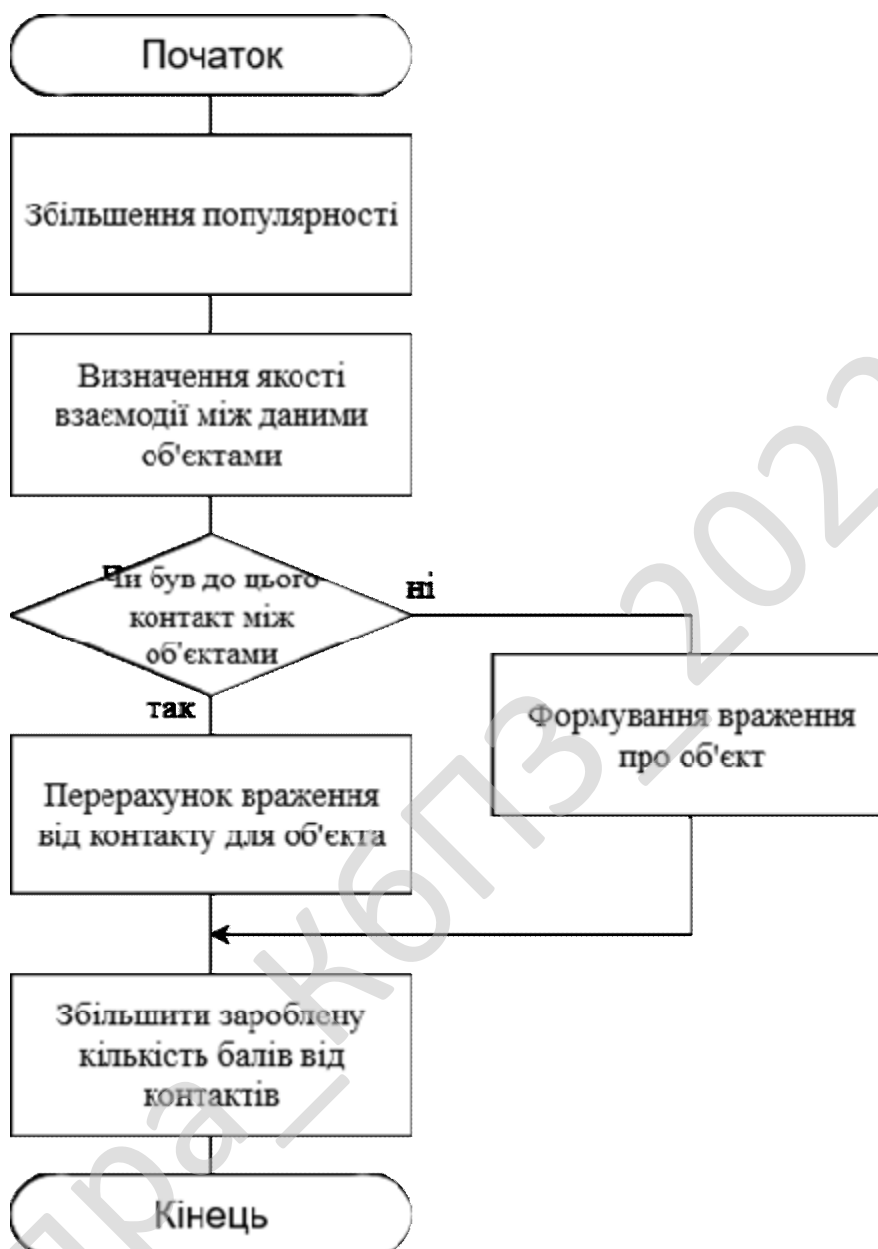 Початок
Збільшення популярності
Визначення якості
взаємодії між даними
об'єктами
Чи був до цього
контакт між
об'єктами
ні
так
Формування враження
про об'єкт
Перерахунок враження
від контакту для об'єкта
Збільшити зароблену
кількість балів від
контактів
Кінець